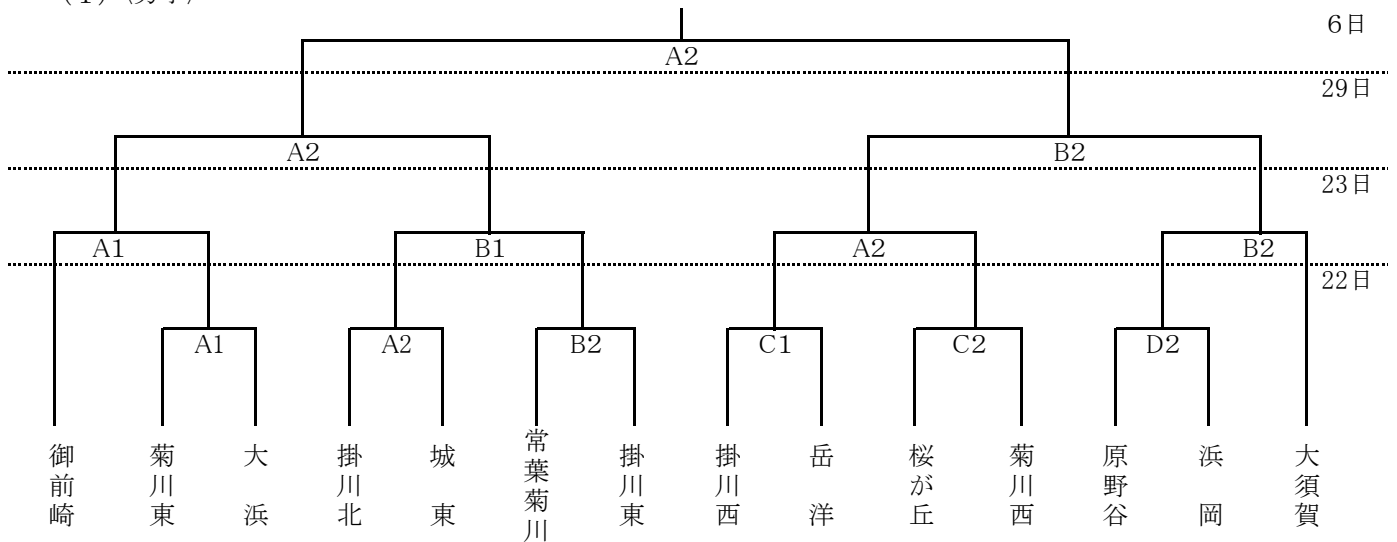 6日
A2
29日
A2 B2
23日
A1 B1 A2 B2
22日
A1 A2 B2 C1 C2 D2
御前崎 菊川東 大浜 掛川北 城東 常葉菊川 掛川東 掛川西 岳洋 桜が丘 菊川西 原野谷 浜岡 大須賀